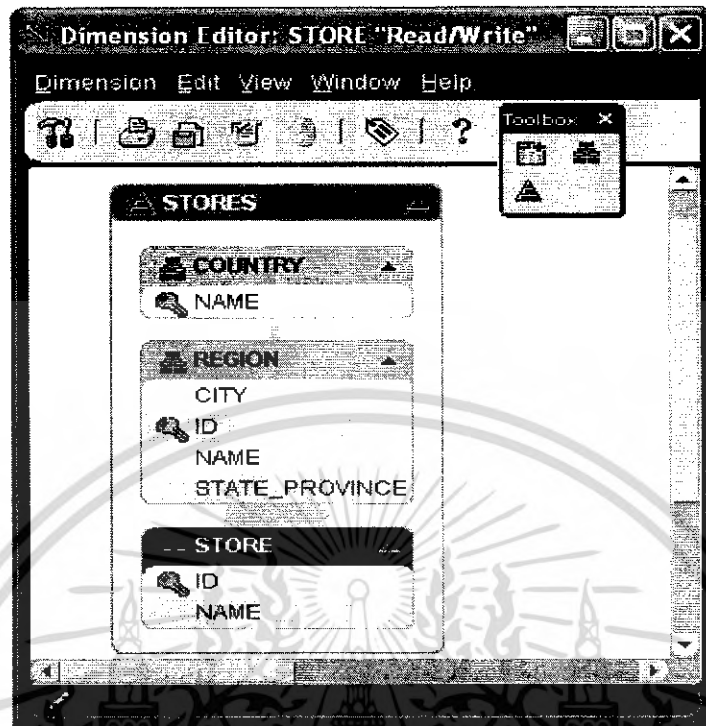 Dimension Editor: STORE "Read/Write"
Dimension Edit View Window Help
Toolbox
STORES
COUNTRY
NAME
REGION
CITY
ID
NAME
STATE_PROVINCE
STORE
ID
NAME